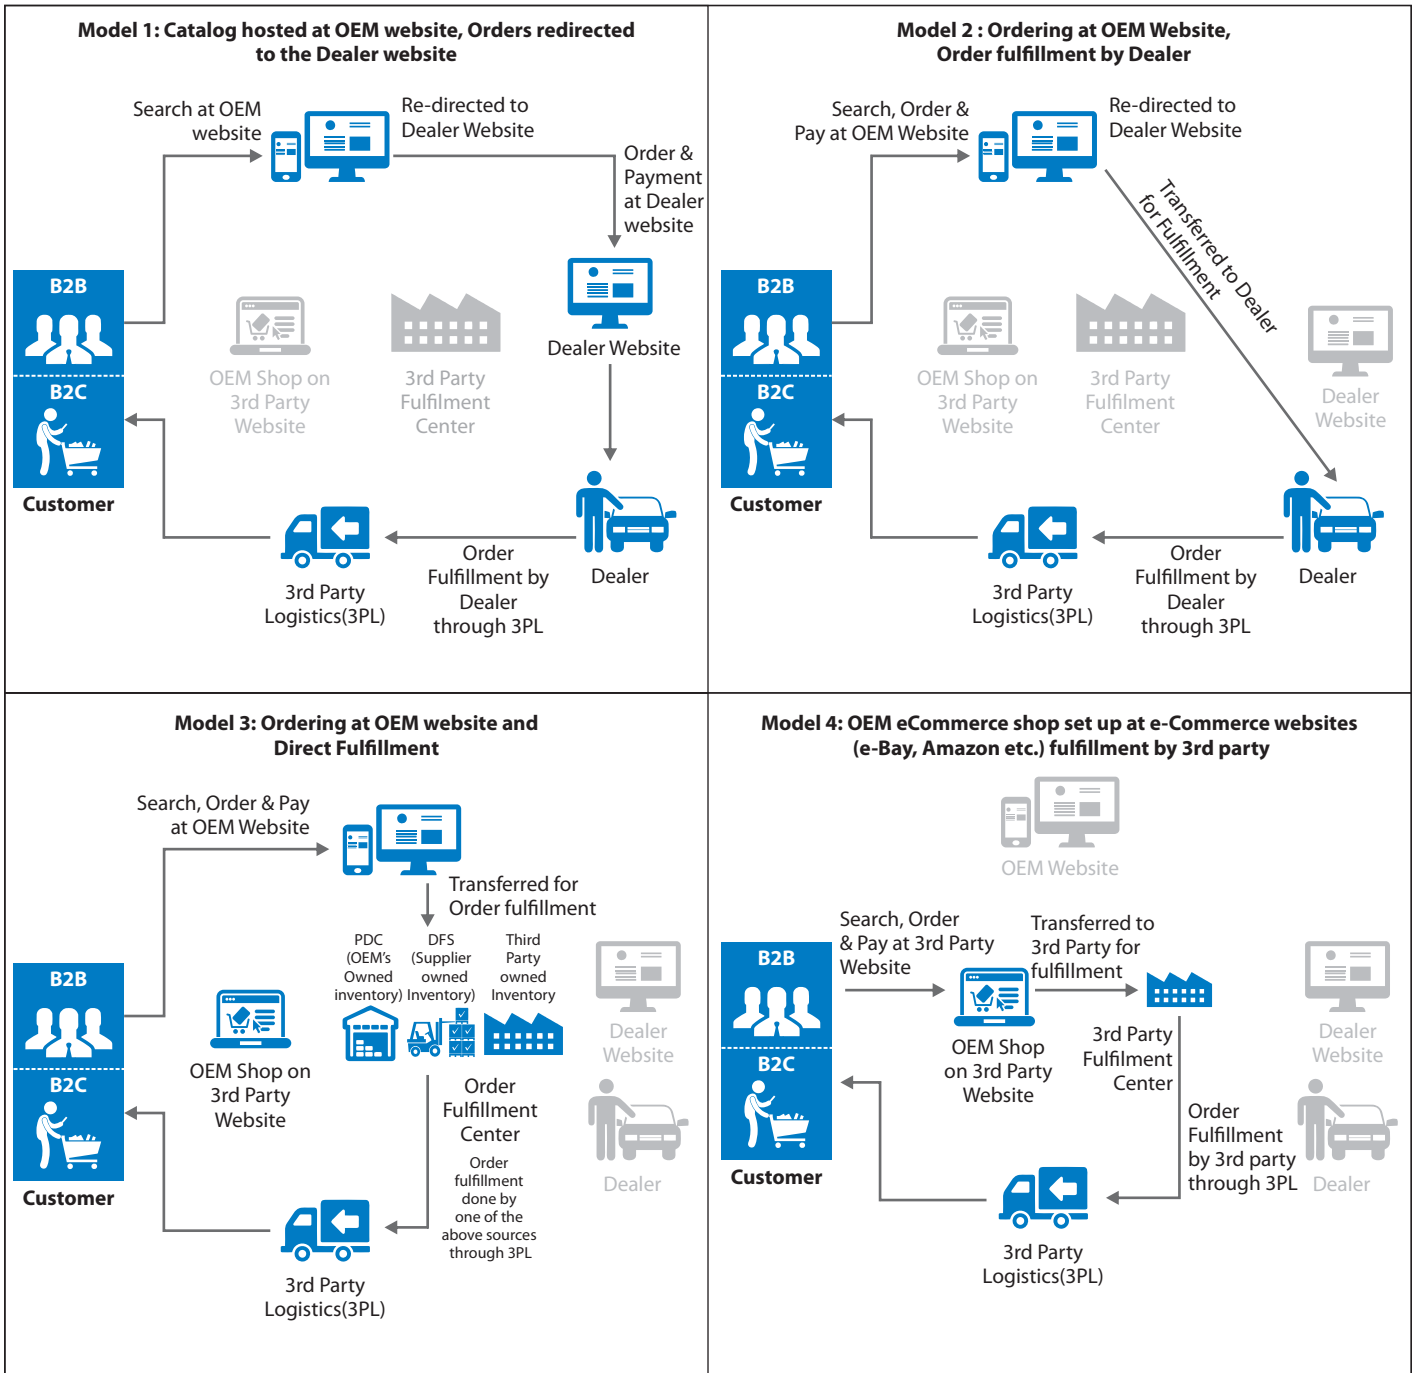 Model 1: Catalog hosted at OEM website, Orders redirected
to the Dealer website
Search at OEM
website
Re-directed to
Dealer Website
Order &
Payment
at Dealer
website
B2B
B2C
Customer
OEM Shop on
3rd Party
Website
3rd Party
Fulfilment
Center
Dealer Website
3rd Party
Logistics(3PL)
Order
Fulfillment by
Dealer
through 3PL
Dealer
Model 2 : Ordering at OEM Website,
Order fulfillment by Dealer
Search, Order &
Pay at OEM Website
Re-directed to
Dealer Website
Transferred to Dealer
for Fulfillment
B2B
B2C
Customer
OEM Shop on
3rd Party
Website
3rd Party
Fulfilment
Center
Dealer
Website
3rd Party
Logistics(3PL)
Order
Fulfillment by
Dealer
through 3PL
Dealer
Model 3: Ordering at OEM website and
Direct Fulfillment
Search, Order & Pay
at OEM Website
Transferred for
Order fulfillment
PDC
(OEM's
Owned
inventory)
DFS
(Supplier
owned
Inventory)
Third
Party
owned
Inventory
B2B
B2C
Customer
OEM Shop on
3rd Party
Website
Dealer
Website
Order
Fulfillment
Center
Order
fulfillment
done by
one of the
above sources
through 3PL
Dealer
3rd Party
Logistics(3PL)
Model 4: OEM eCommerce shop set up at e-Commerce websites
(e-Bay, Amazon etc.) fulfillment by 3rd party
OEM Website
Search, Order
& Pay at 3rd Party
Website
Transferred to
3rd Party for
fulfillment
B2B
B2C
Customer
OEM Shop
on 3rd Party
Website
3rd Party
Fulfilment
Center
Dealer
Website
Order
Fulfillment
by 3rd party
through 3PL
Dealer
3rd Party
Logistics(3PL)